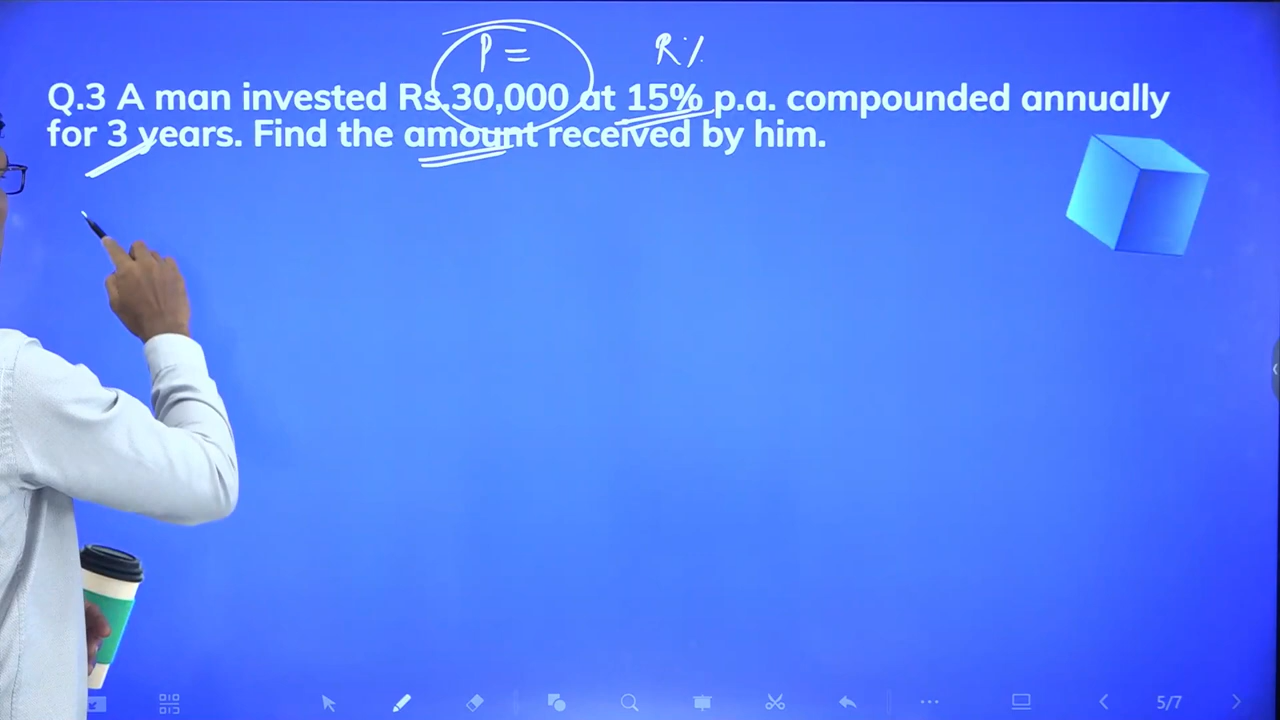 P = R%
Q.3 A man invested Rs.30,000 at 15% p.a. compounded annually
for 3 years. Find the amount received by him.
5/7